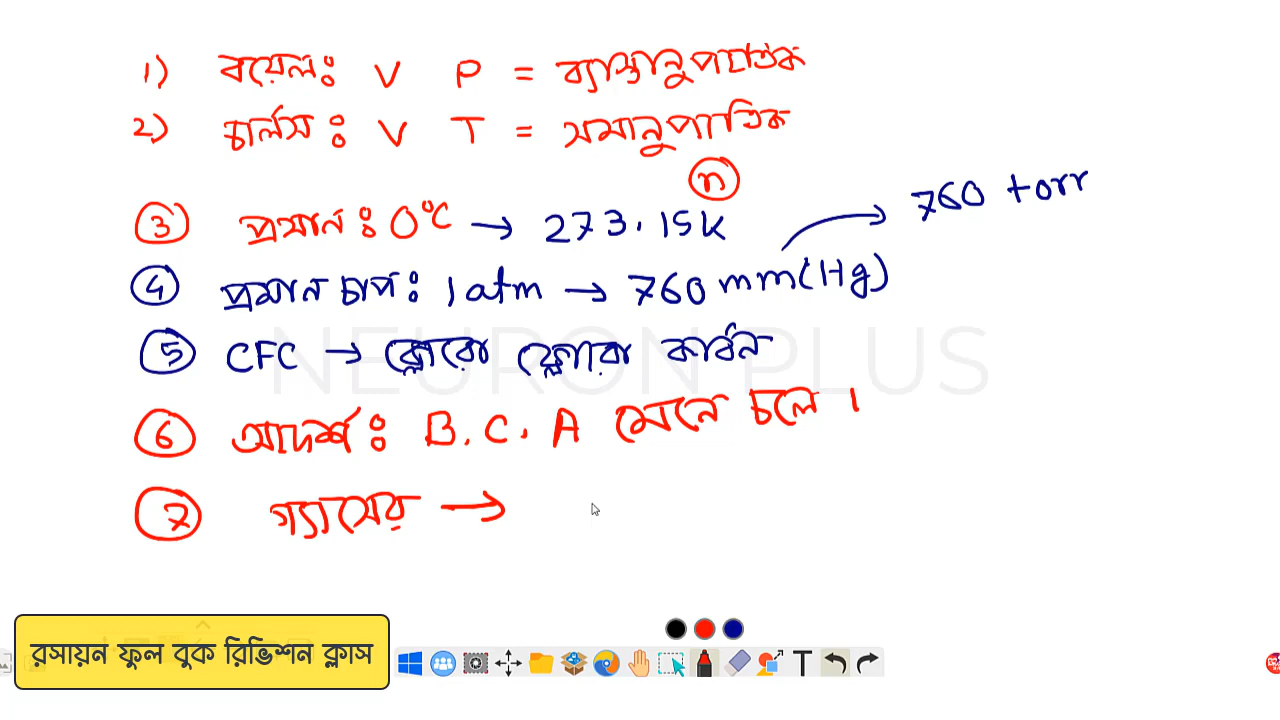 1) বয়েল: V P = ব্যাস্তানুপাতিক
2) চার্লস: V T = সমানুপাতিক
n
3 প্রমান: 0°C → 273.15K
760 torr
4 প্রমান চাপ: 1atm → 760 mm(Hg)
5 CFC → ক্লোরো ফ্লোরো কার্বন
NEURON PLUS
6 আদর্শ: B.C.A মেনে চলে।
7 গ্যাসের →
রসায়ন ফুল বুক রিভিশন ক্লাস
T